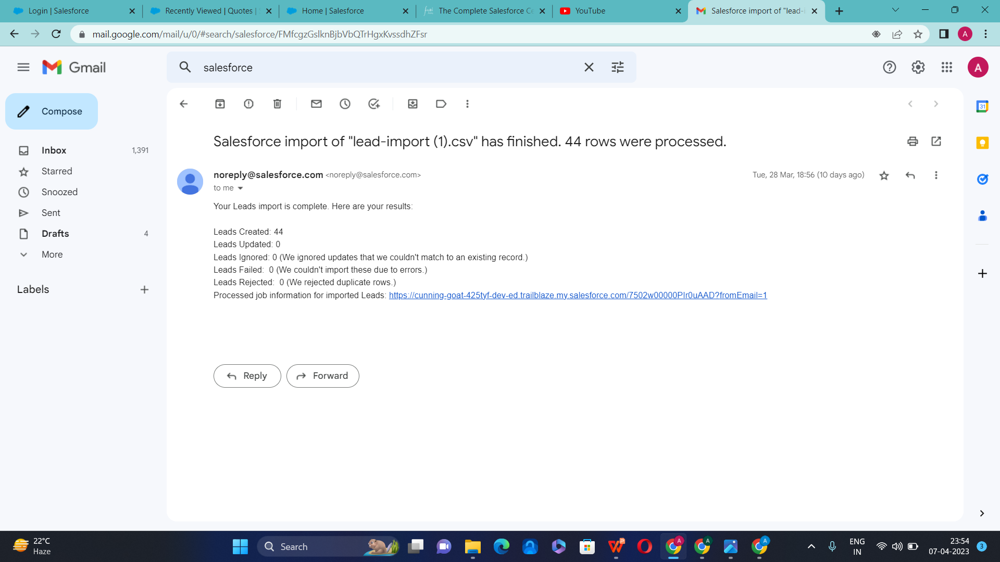 Login | Salesforce
Recently Viewed | Quotes |
Home | Salesforce
The Complete Salesforce Ce
YouTube
Salesforce import of "lead-i
mail.google.com/mail/u/0/#search/salesforce/FMfcgzGslknBjbVbQTrHgxKvssdhZFsr
A
Gmail
salesforce
A
Compose
31
Salesforce import of "lead-import (1).csv" has finished. 44 rows were processed.
Inbox 1,391
Starred
Snoozed
Sent
Drafts 4
More
Labels
noreply@salesforce.com <noreply@salesforce.com>
Tue, 28 Mar, 18:56 (10 days ago)
to me
Your Leads import is complete. Here are your results:
Leads Created: 44
Leads Updated: 0
Leads Ignored: 0 (We ignored updates that we couldn't match to an existing record.)
Leads Failed:  0 (We couldn't import these due to errors.)
Leads Rejected:  0 (We rejected duplicate rows.)
Processed job information for imported Leads: https://cunning-goat-425tyf-dev-ed.trailblaze.my.salesforce.com/7502w00000PIr0uAAD?fromEmail=1
Reply
Forward
22°C
Haze
Search
A
A
A
ENG
IN
23:54
07-04-2023
3